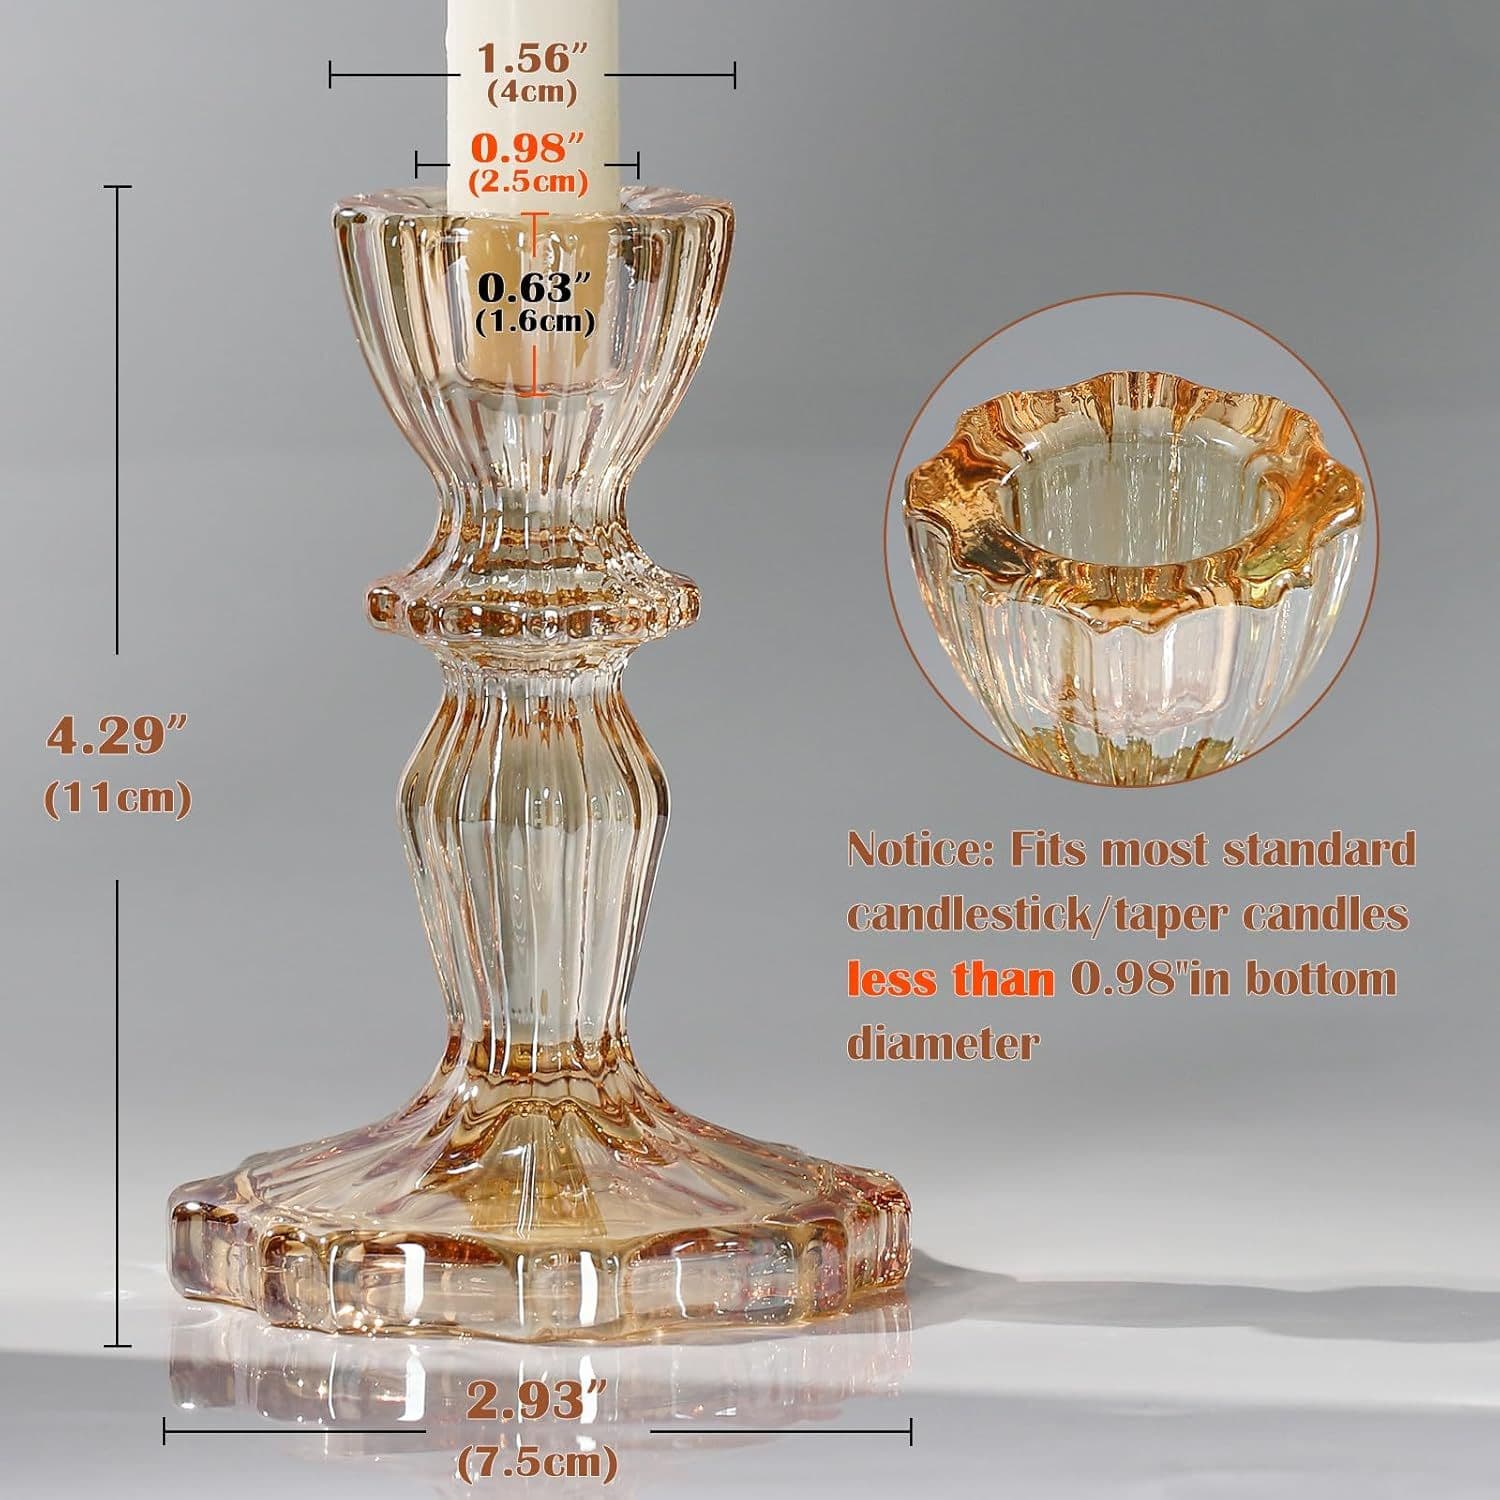 1.56"
(4cm)
0.98"
(2.5cm)
0.63"
(1.6cm)
4.29"
(11cm)
Notice: Fits most standard
candlestick/taper candles
less than 0.98"in bottom
diameter
2.93"
(7.5cm)